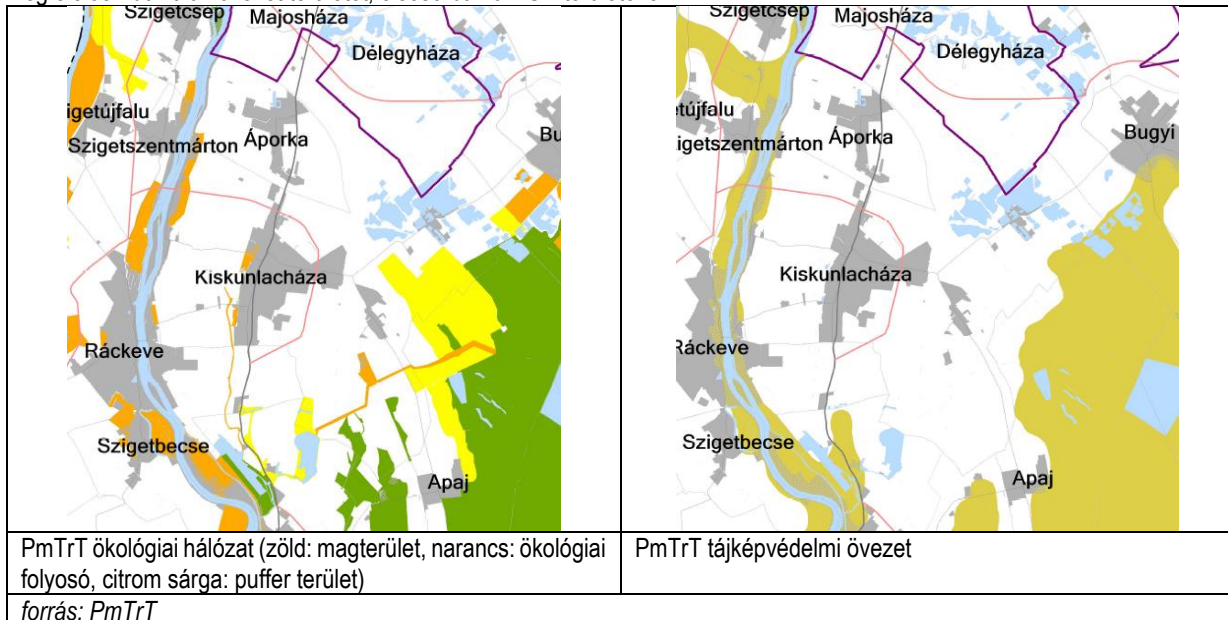 Szigetcsép
Majosháza
Délegyháza
igetújfalu
Szigetszentmárton
Áporka
Bu
Kiskunlacháza
Ráckeve
Szigetbecse
Apaj
Szigetcsép
Majosháza
Délegyháza
etújfalu
igetszentmárton
Áporka
Bugyi
Kiskunlacháza
Ráckeve
Szigetbecse
Apaj
PmTrT ökológiai hálózat (zöld: magterület, narancs: ökológiai
folyosó, citrom sárga: puffer terület)
PmTrT tájképvédelmi övezet
forrás: PmTrT